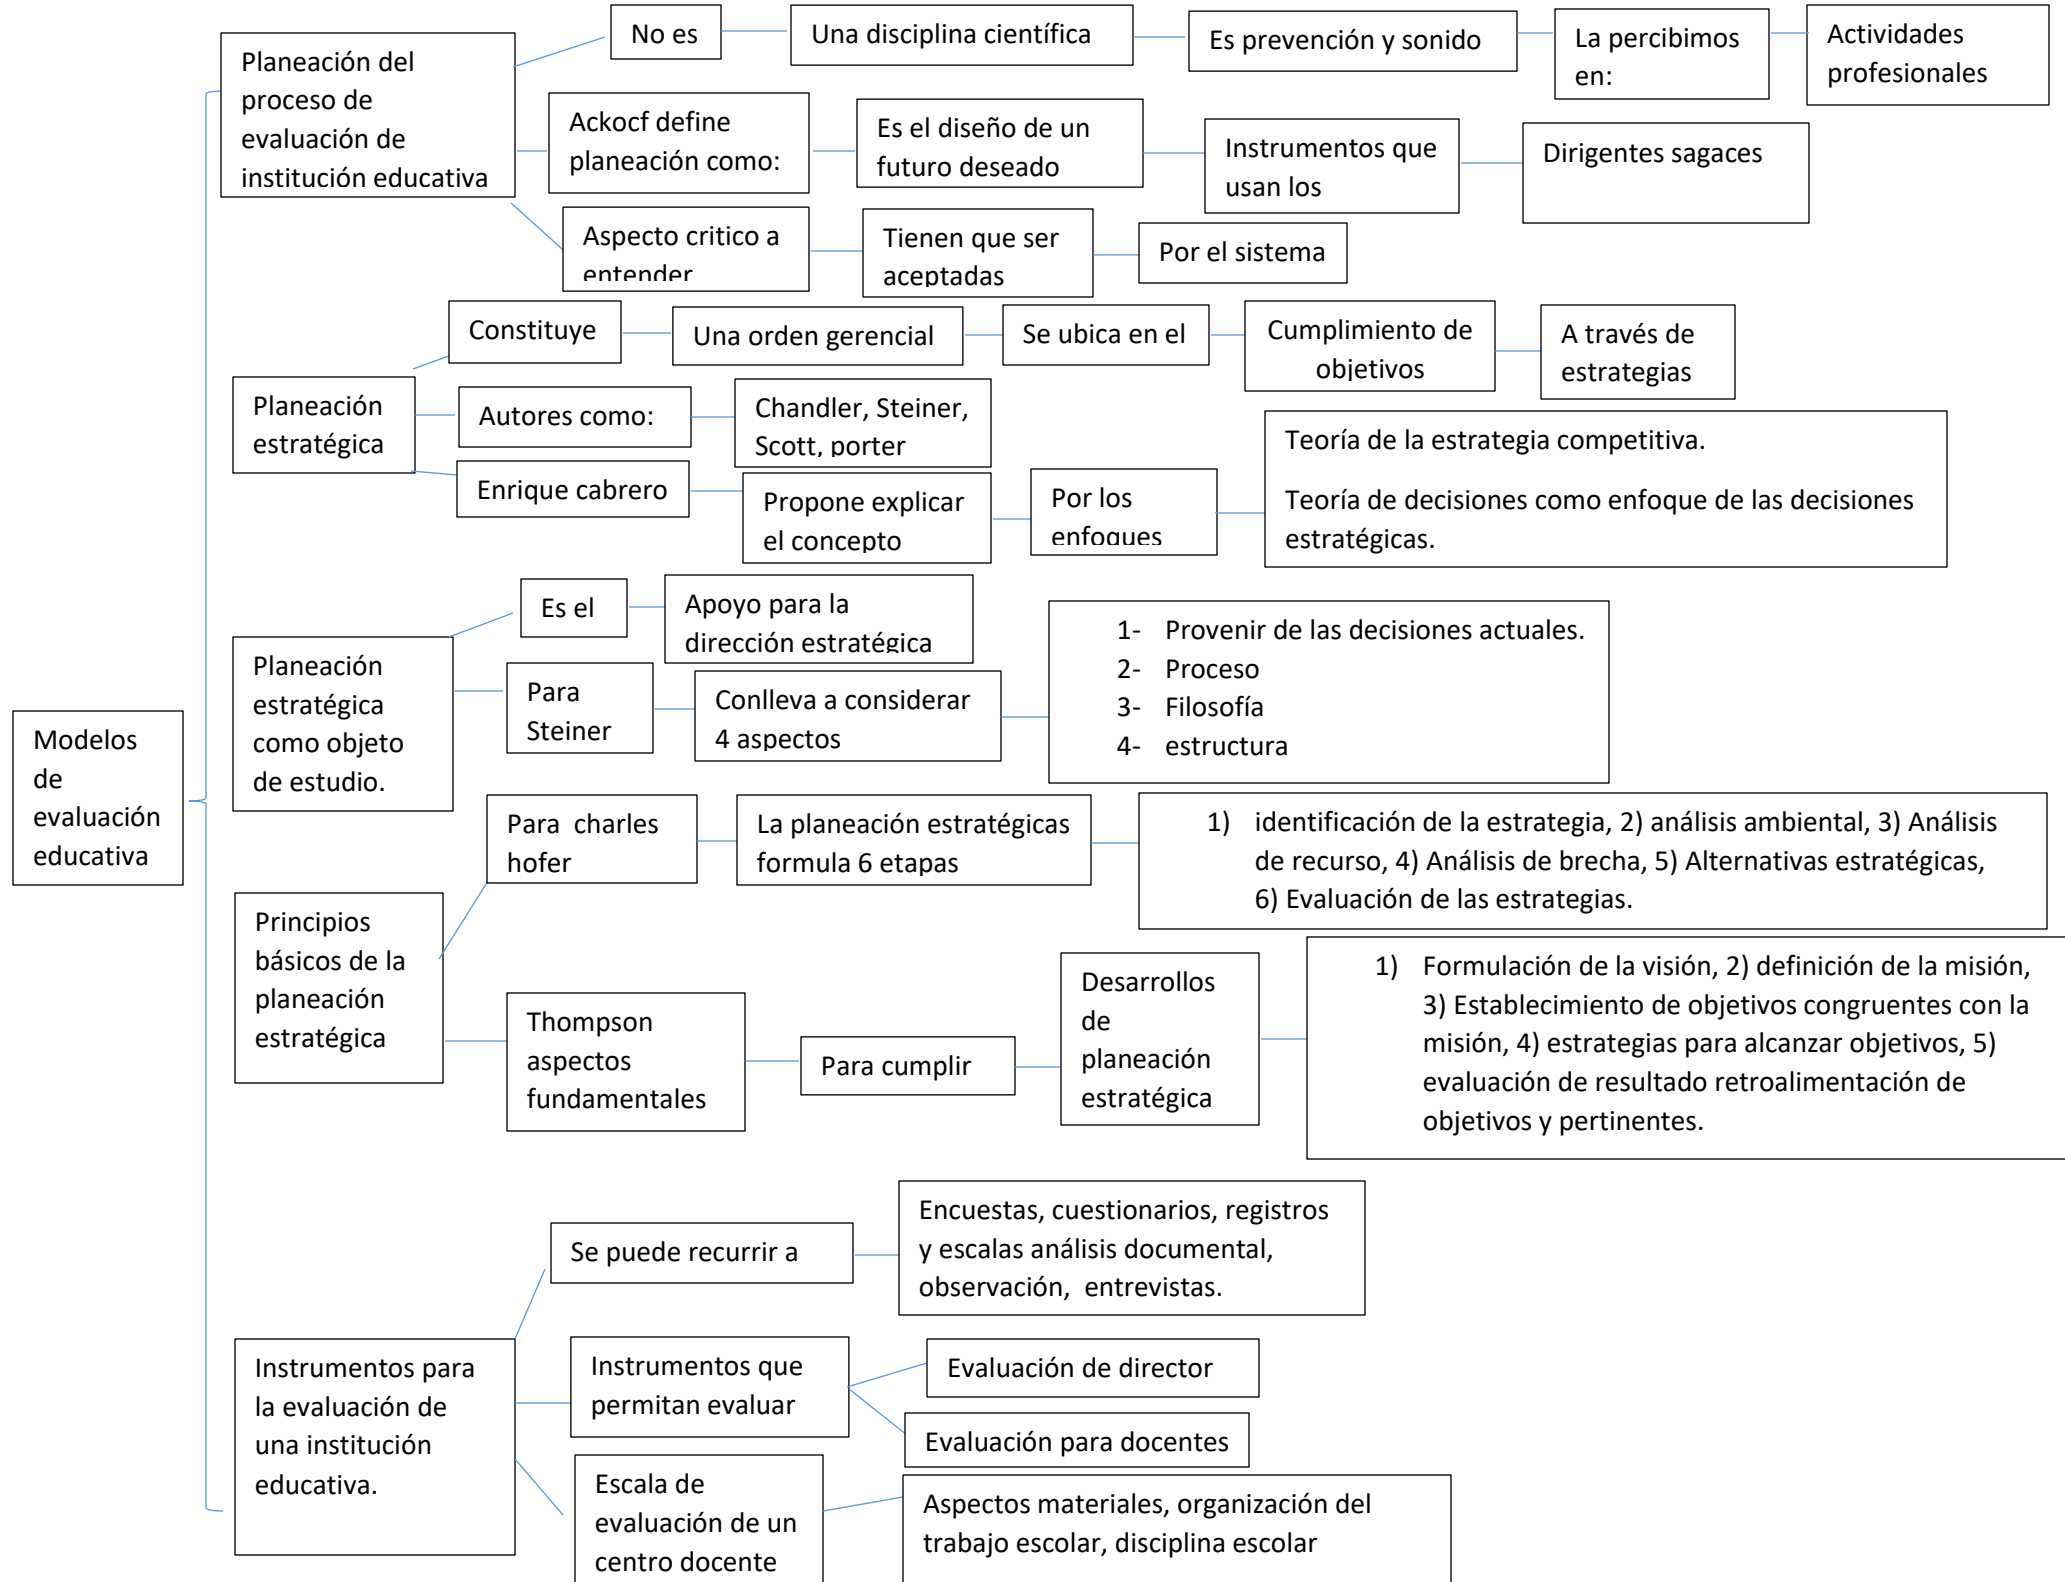 No es
Una disciplina científica
Es prevención y sonido
La percibimos
en:
Actividades
profesionales
Planeación del
proceso de
evaluación de
institución educativa
Ackocf define
planeación como:
Es el diseño de un
futuro deseado
Instrumentos que
usan los
Dirigentes sagaces
Aspecto critico a
entender
Tienen que ser
aceptadas
Por el sistema
Constituye
Una orden gerencial
Se ubica en el
Cumplimiento de
objetivos
A través de
estrategias
Planeación
estratégica
Autores como:
Chandler, Steiner,
Scott, porter
Enrique cabrero
Propone explicar
el concepto
Por los
enfoques
Teoría de la estrategia competitiva.
Teoría de decisiones como enfoque de las decisiones
estratégicas.
Es el
Apoyo para la
dirección estratégica
Planeación
estratégica
como objeto
de estudio.
Para
Steiner
Conlleva a considerar
4 aspectos
1- Provenir de las decisiones actuales.
2- Proceso
3- Filosofía
4- estructura
Modelos
de
evaluación
educativa
Para charles
hofer
La planeación estratégicas
formula 6 etapas
1) identificación de la estrategia, 2) análisis ambiental, 3) Análisis
de recurso, 4) Análisis de brecha, 5) Alternativas estratégicas,
6) Evaluación de las estrategias.
Principios
básicos de la
planeación
estratégica
Thompson
aspectos
fundamentales
Para cumplir
Desarrollos
de
planeación
estratégica
1) Formulación de la visión, 2) definición de la misión,
3) Establecimiento de objetivos congruentes con la
misión, 4) estrategias para alcanzar objetivos, 5)
evaluación de resultado retroalimentación de
objetivos y pertinentes.
Se puede recurrir a
Encuestas, cuestionarios, registros
y escalas análisis documental,
observación, entrevistas.
Instrumentos para
la evaluación de
una institución
educativa.
Instrumentos que
permitan evaluar
Evaluación de director
Evaluación para docentes
Escala de
evaluación de un
centro docente
Aspectos materiales, organización del
trabajo escolar, disciplina escolar